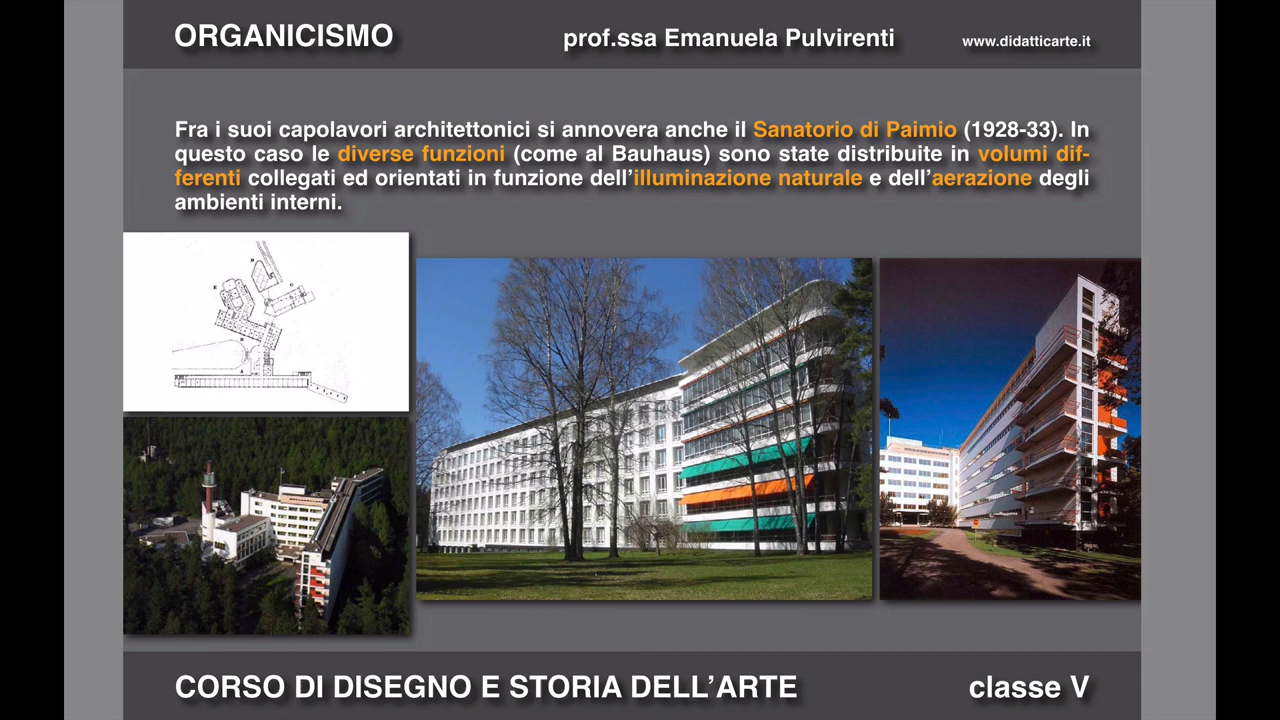 ORGANICISMO
prof.ssa Emanuela Pulvirenti
www.didatticarte.it
Fra i suoi capolavori architettonici si annovera anche il Sanatorio di Paimio (1928-33). In
questo caso le diverse funzioni (come al Bauhaus) sono state distribuite in volumi dif-
ferenti collegati ed orientati in funzione dell’illuminazione naturale e dell’aerazione degli
ambienti interni.
CORSO DI DISEGNO E STORIA DELL’ARTE
classe V